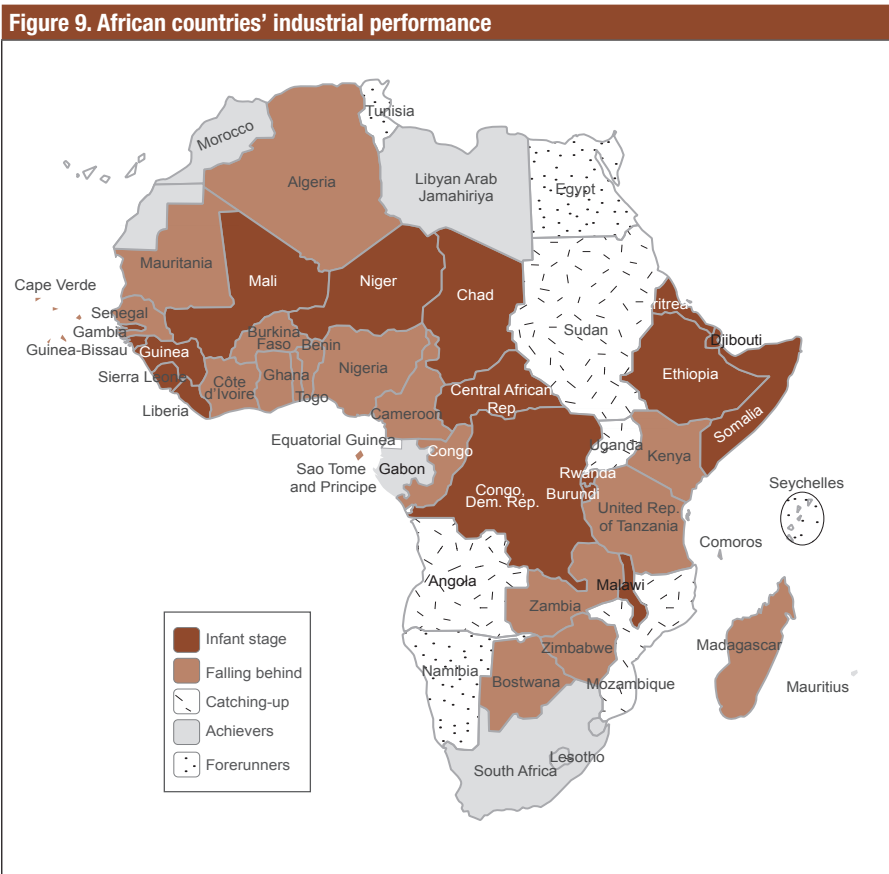 Figure 9. African countries’ industrial performance
Tunisia
Morocco
Algeria
Libyan Arab
Jamahiriya
Egypt
Mauritania
Mali
Niger
Chad
Sudan
ritrea
Djibouti
Cape Verde
Senegal
Gambia
Guinea-Bissau
Guinea
Sierra Leone
Liberia
Burkina
Faso
Benin
Côte
d’Ivoire
Ghana
Togo
Nigeria
Cameroon
Central African
Rep.
Ethiopia
Somalia
Equatorial Guinea
Sao Tome
and Principe
Gabon
Congo
Congo,
Dem. Rep.
Uganda
Kenya
Rwanda
Burundi
United Rep.
of Tanzania
Seychelles
Comoros
Angola
Zambia
Malawi
Namibia
Zimbabwe
Bostwana
Mozambique
Madagascar
Mauritius
South Africa
Lesotho
Infant stage
Falling behind
Catching-up
Achievers
Forerunners